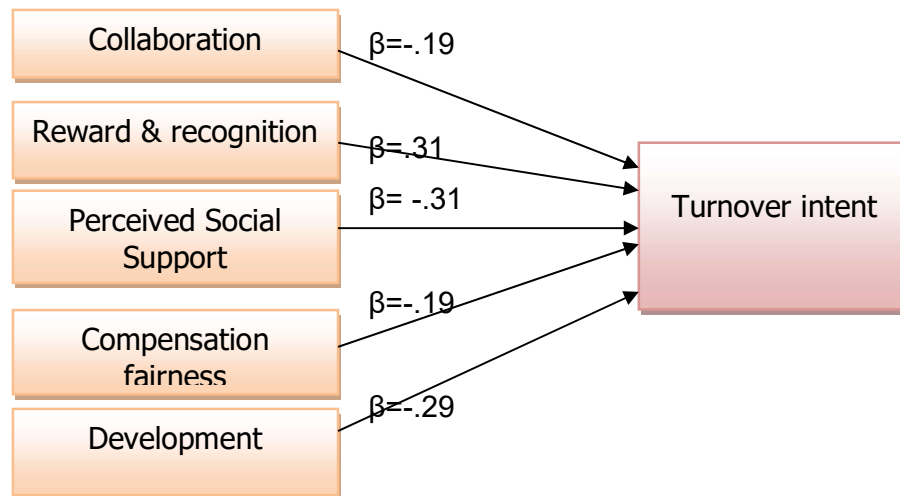 Collaboration
β=-.19
Reward & recognition
β=.31
Perceived Social
Support
β= -.31
Turnover intent
Compensation
fairness
β=-.19
Development
β=-.29